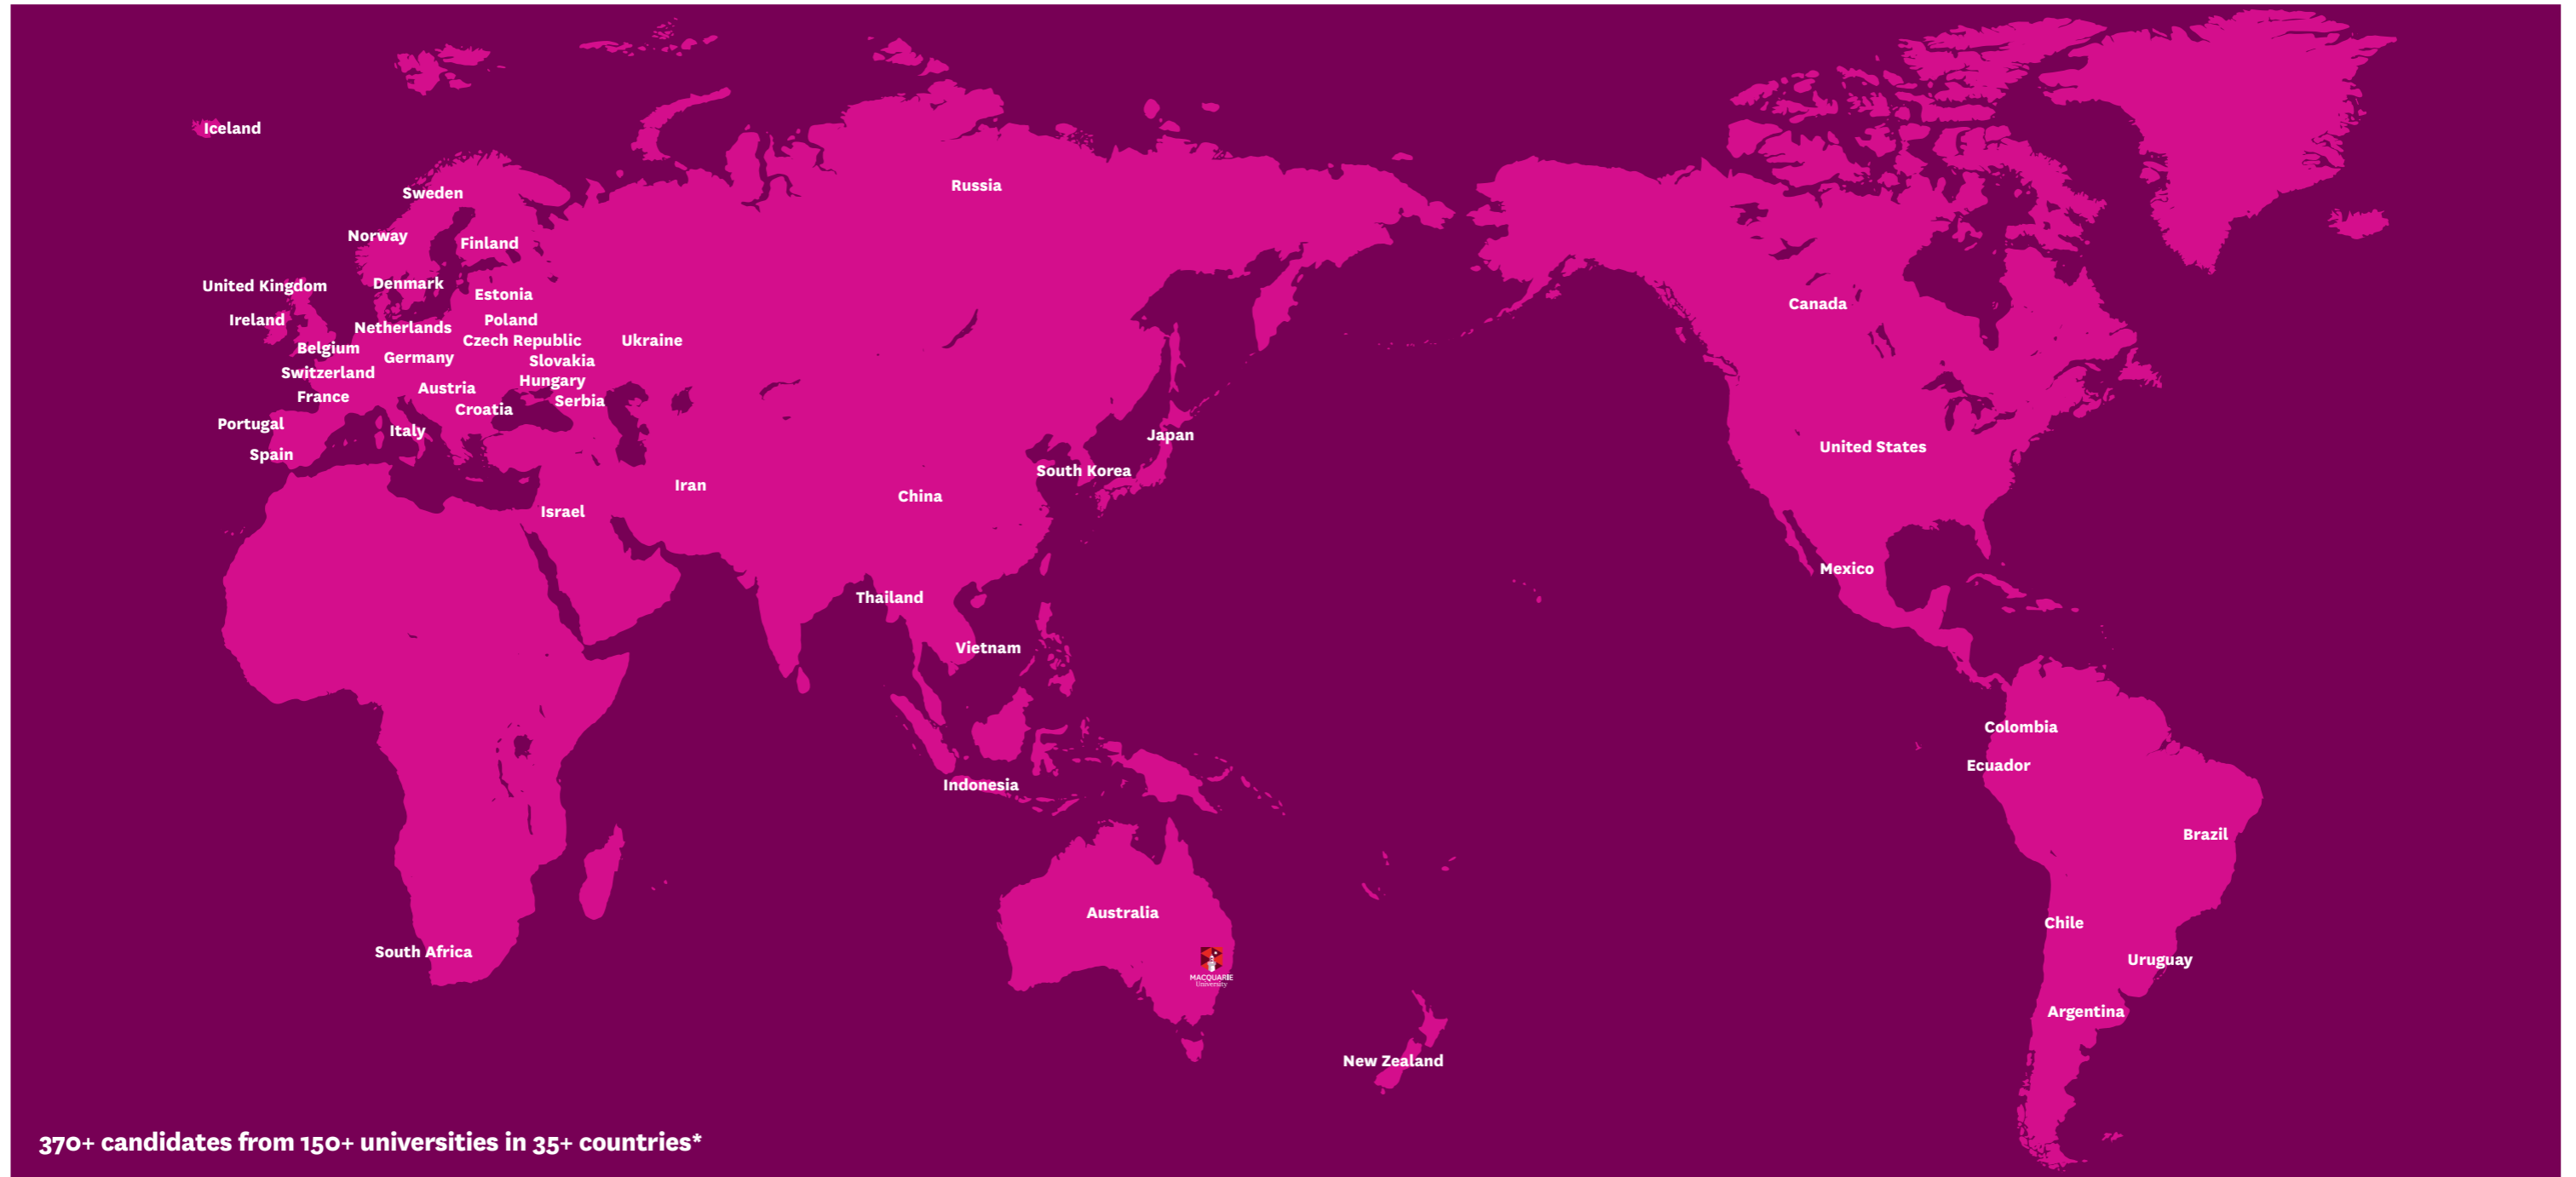 Iceland
Russia
Sweden
Norway
Finland
United Kingdom
Denmark
Estonia
Canada
Ireland
Poland
Netherlands
Czech Republic
Ukraine
Belgium
Germany
Slovakia
Switzerland
Hungary
Austria
France
Serbia
Croatia
Portugal
Italy
Japan
United States
Spain
South Korea
Iran
China
Israel
Mexico
Thailand
Vietnam
Colombia
Ecuador
Indonesia
Brazil
Australia
Chile
South Africa
Uruguay
MACQUARIE
University
Argentina
New Zealand
370+ candidates from 150+ universities in 35+ countries*